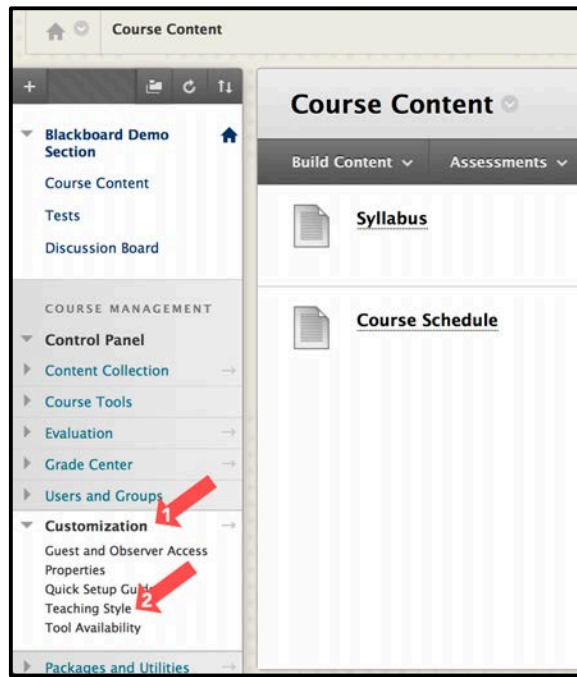 Course Content
Blackboard Demo
Section
Course Content
Tests
Discussion Board
COURSE MANAGEMENT
Control Panel
Content Collection
Course Tools
Evaluation
Grade Center
Users and Groups
1
Customization
Guest and Observer Access
Properties
Quick Setup Guide
2
Teaching Style
Tool Availability
Packages and Utilities
Course Content
Build Content
Assessments
Syllabus
Course Schedule